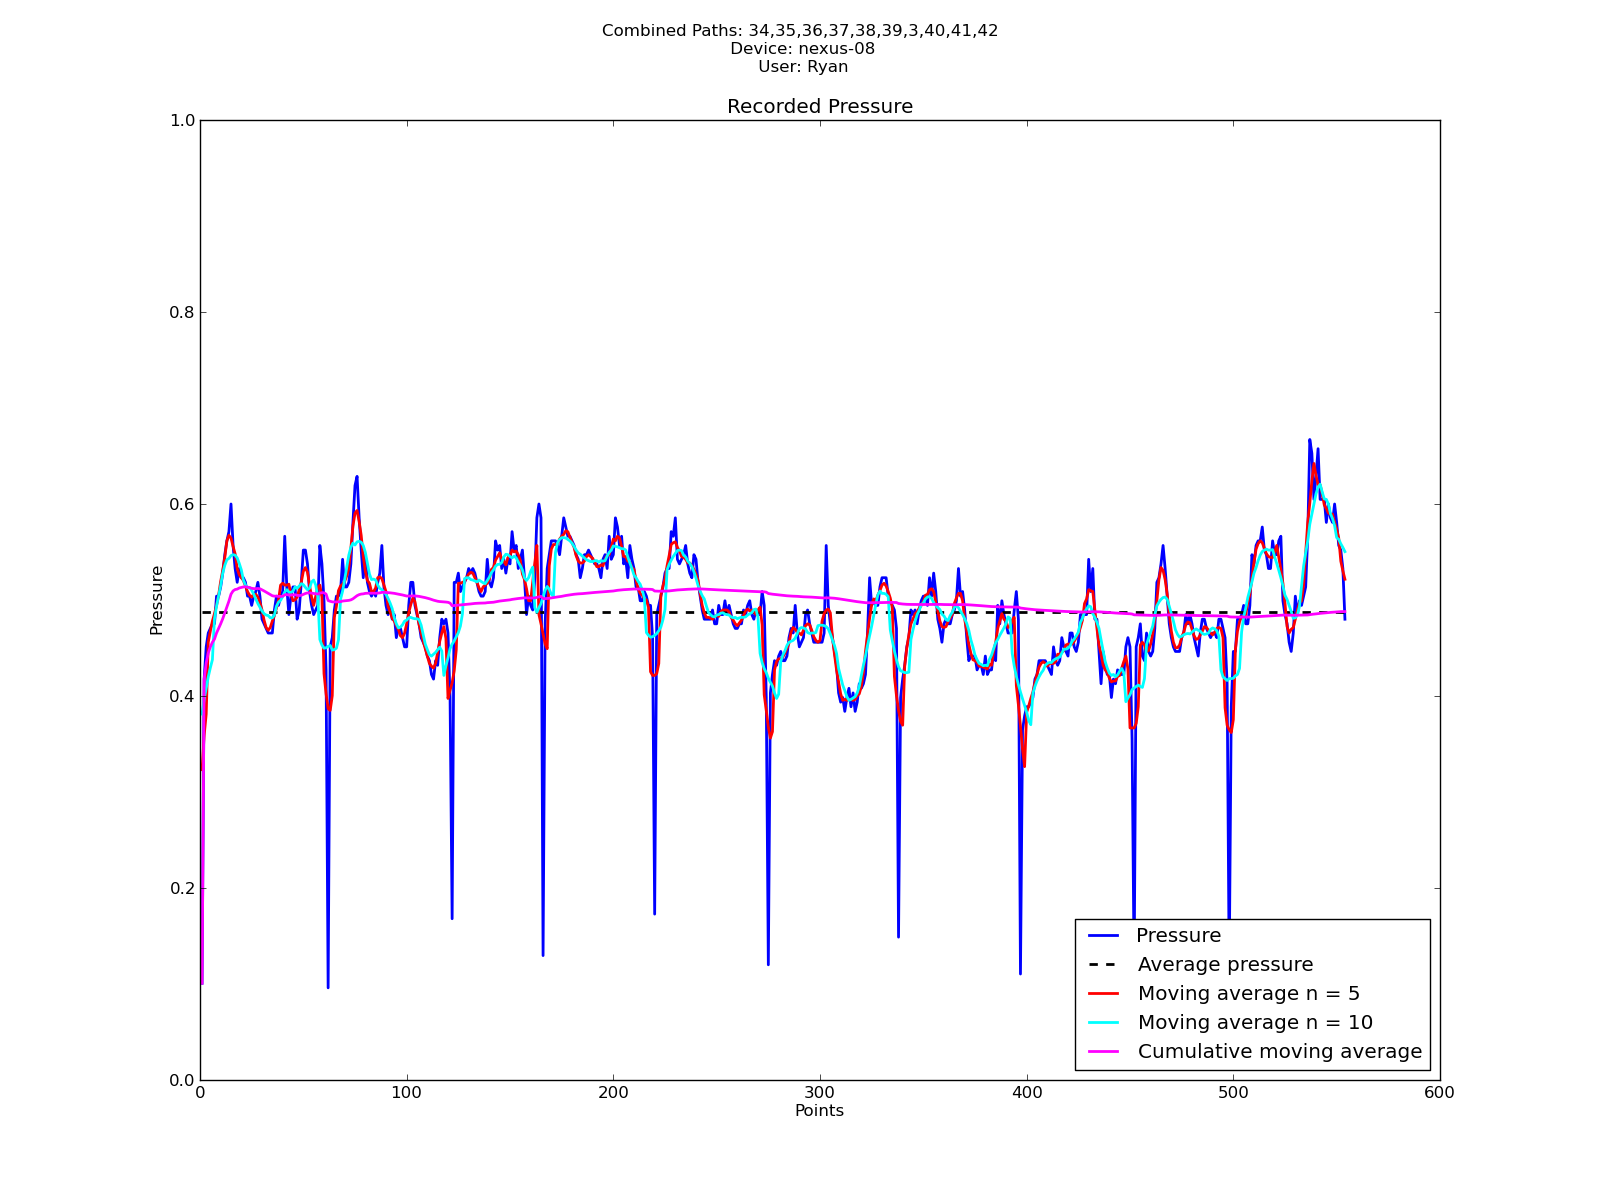 Combined Paths: 34,35,36,37,38,39,3,40,41,42
Device: nexus-08
User: Ryan
Recorded Pressure
1.0
0.8
0.6
0.4
0.2
0.0
Pressure
0
100
200
300
400
500
600
Points
Pressure
Average pressure
Moving average n = 5
Moving average n = 10
Cumulative moving average